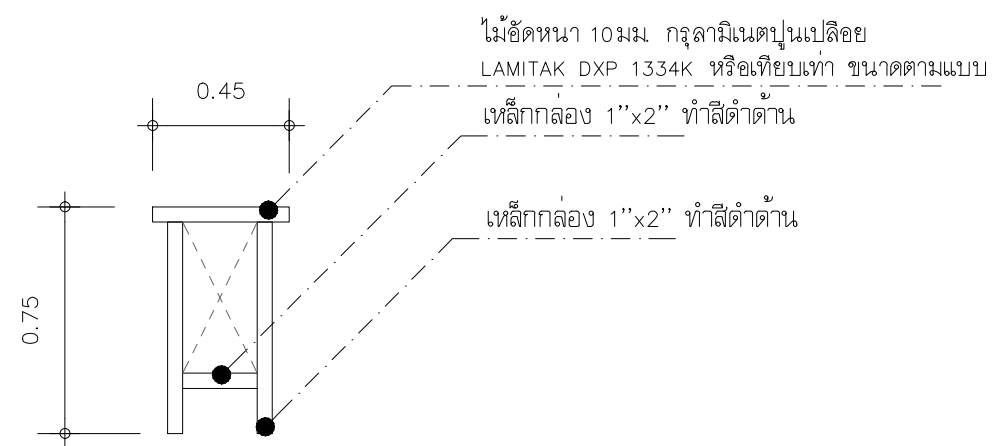 ไม้อัดหนา 10มม. กรุลามิเนตปูนเปลือย
LAMITAK DXP 1334K หรือเทียบเท่า ขนาดตามแบบ
0.45
เหล็กกล่อง 1''x2'' ทำสีดำด้าน
เหล็กกล่อง 1''x2'' ทำสีดำด้าน
0.75